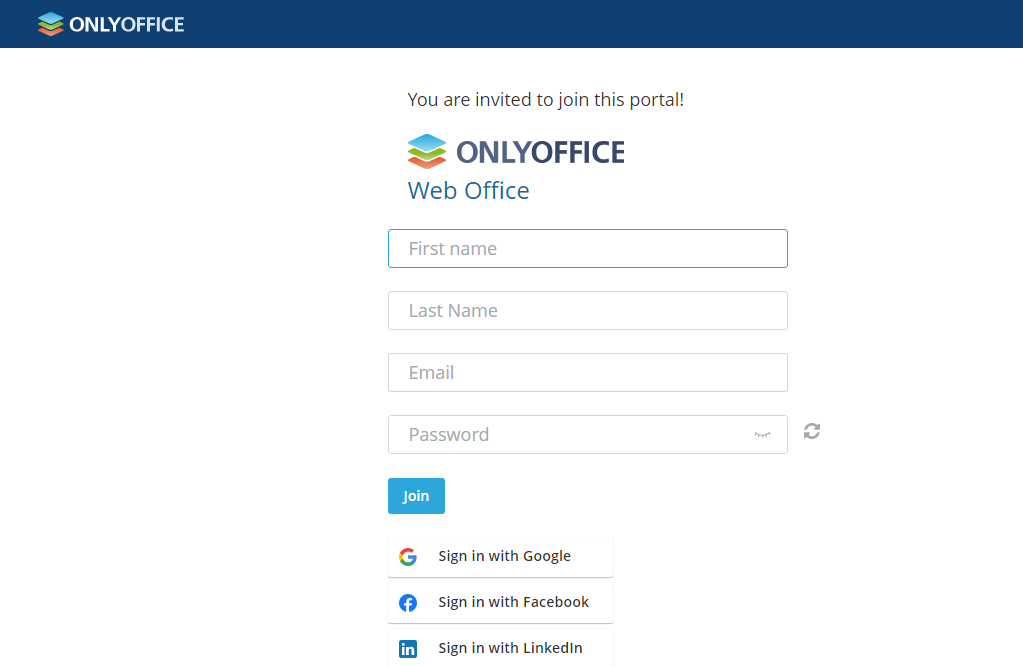 ONLYOFFICE
You are invited to join this portal!
ONLYOFFICE
Web Office
First name
Last Name
Email
Password
Join
Sign in with Google
Sign in with Facebook
Sign in with LinkedIn